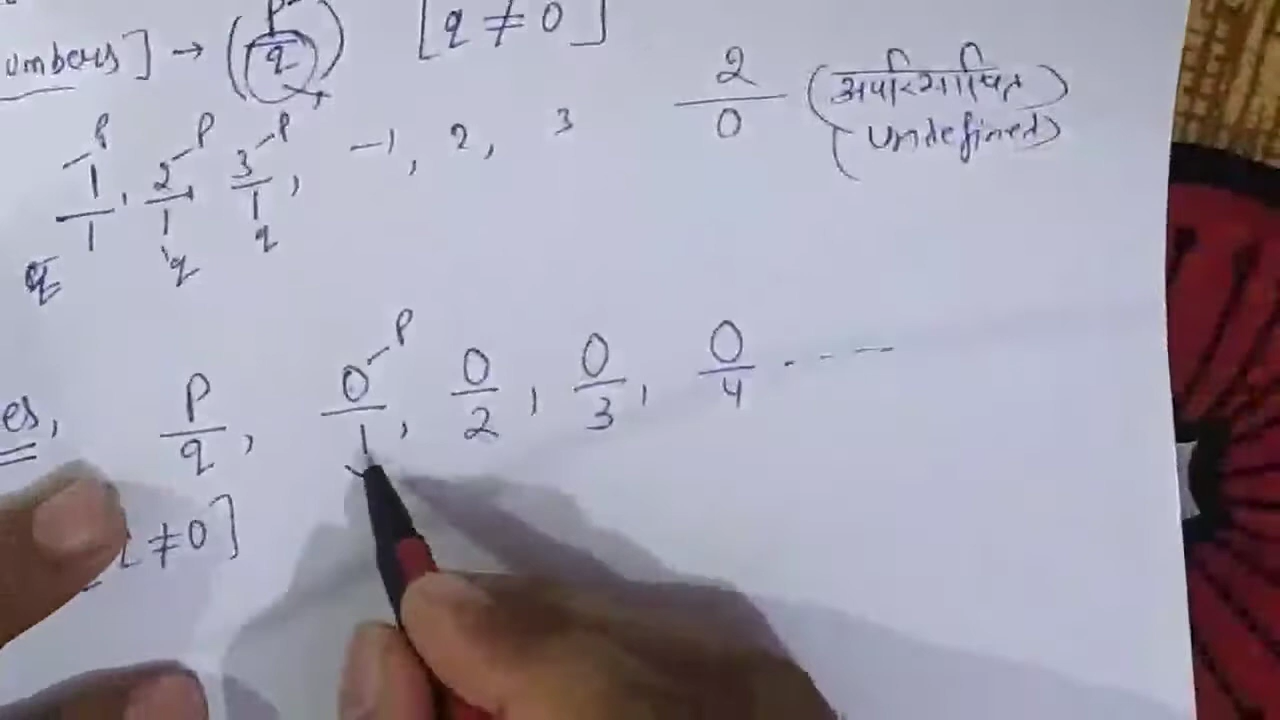 umbers] → (p/q) [q ≠ 0]
2/0 (अपरिभाषित)
(undefined)
1/1, 2/1, 3/1, -1, 2, 3
p p p
q q q
es, p/q, 0/1, 0/2, 0/3, 0/4 - - - -
p
≠0]